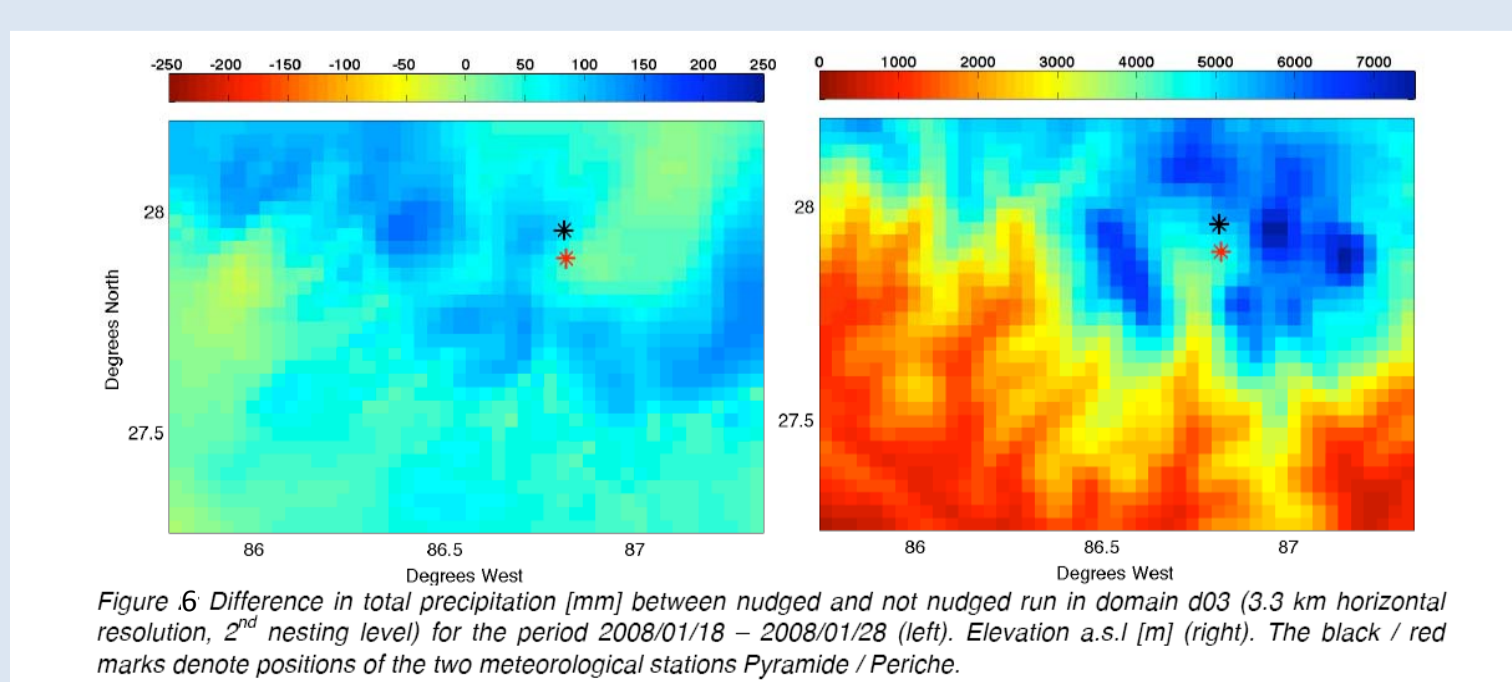 -250 -200 -150 -100 -50 0 50 100 150 200 250
0 1000 2000 3000 4000 5000 6000 7000
28
27.5
Degrees North
86 86.5 87
Degrees West
28
27.5
86 86.5 87
Degrees West
Figure .6 Difference in total precipitation [mm] between nudged and not nudged run in domain d03 (3.3 km horizontal
resolution, 2nd nesting level) for the period 2008/01/18 – 2008/01/28 (left). Elevation a.s.l [m] (right). The black / red
marks denote positions of the two meteorological stations Pyramide / Periche.